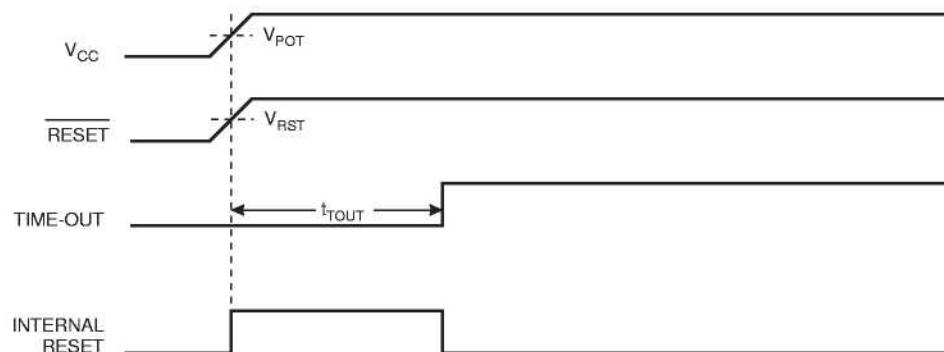 VCC
VPOT
RESET
VRST
TIME-OUT
tTOUT
INTERNAL
RESET